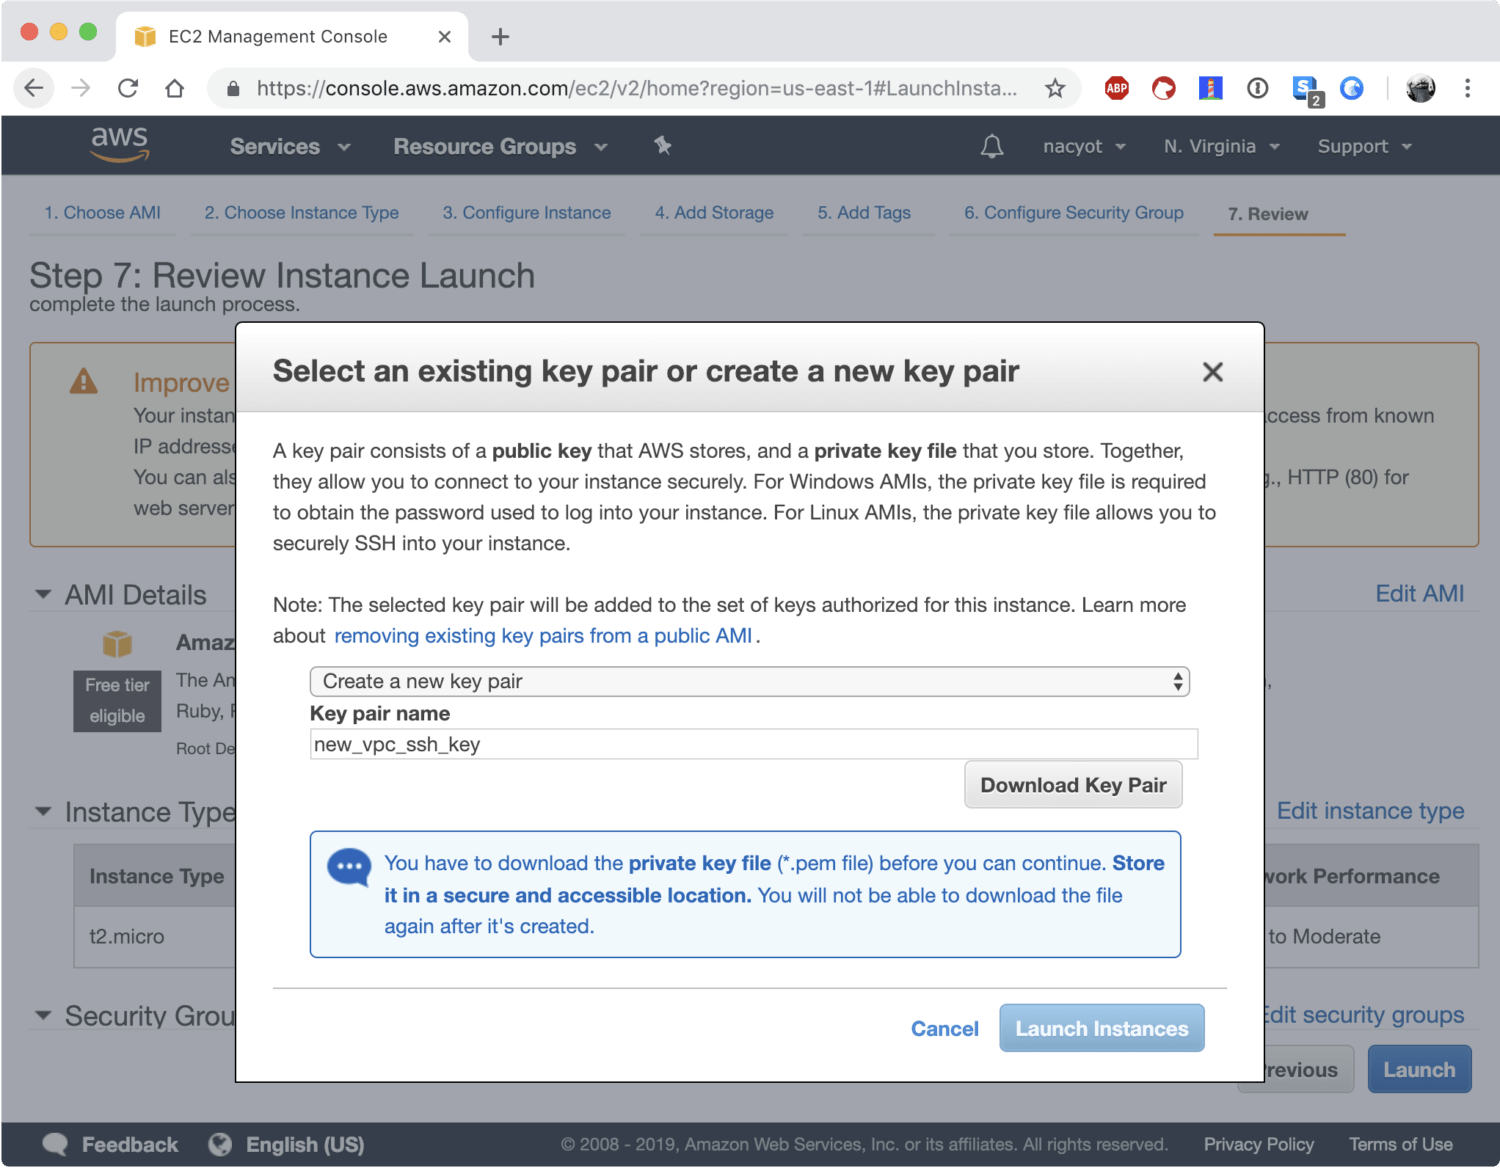 EC2 Management Console
https://console.aws.amazon.com/ec2/v2/home?region=us-east-1#LaunchInsta...
ABP
S
2
aws
Services
Resource Groups
nacyot
N. Virginia
Support
1. Choose AMI
2. Choose Instance Type
3. Configure Instance
4. Add Storage
5. Add Tags
6. Configure Security Group
7. Review
Step 7: Review Instance Launch
complete the launch process.
Improve
Your instan
ccess from known
IP addresse
You can als
g., HTTP (80) for
web server
Select an existing key pair or create a new key pair
A key pair consists of a public key that AWS stores, and a private key file that you store. Together,
they allow you to connect to your instance securely. For Windows AMIs, the private key file is required
to obtain the password used to log into your instance. For Linux AMIs, the private key file allows you to
securely SSH into your instance.
Note: The selected key pair will be added to the set of keys authorized for this instance. Learn more
about removing existing key pairs from a public AMI.
Create a new key pair
Key pair name
new_vpc_ssh_key
Download Key Pair
You have to download the private key file (*.pem file) before you can continue. Store
it in a secure and accessible location. You will not be able to download the file
again after it's created.
Cancel
Launch Instances
AMI Details
Edit AMI
Amaz
Free tier
eligible
The Am
Ruby, P
Root De
Instance Type
Edit instance type
Instance Type
work Performance
t2.micro
to Moderate
Security Grou
Edit security groups
revious
Launch
Feedback
English (US)
© 2008 - 2019, Amazon Web Services, Inc. or its affiliates. All rights reserved.
Privacy Policy
Terms of Use